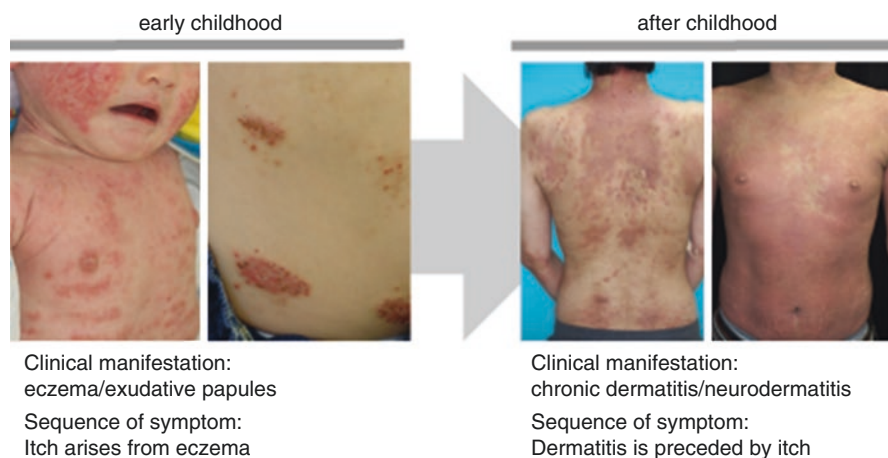 early childhood
after childhood
Clinical manifestation:
eczema/exudative papules
Sequence of symptom:
Itch arises from eczema
Clinical manifestation:
chronic dermatitis/neurodermatitis
Sequence of symptom:
Dermatitis is preceded by itch